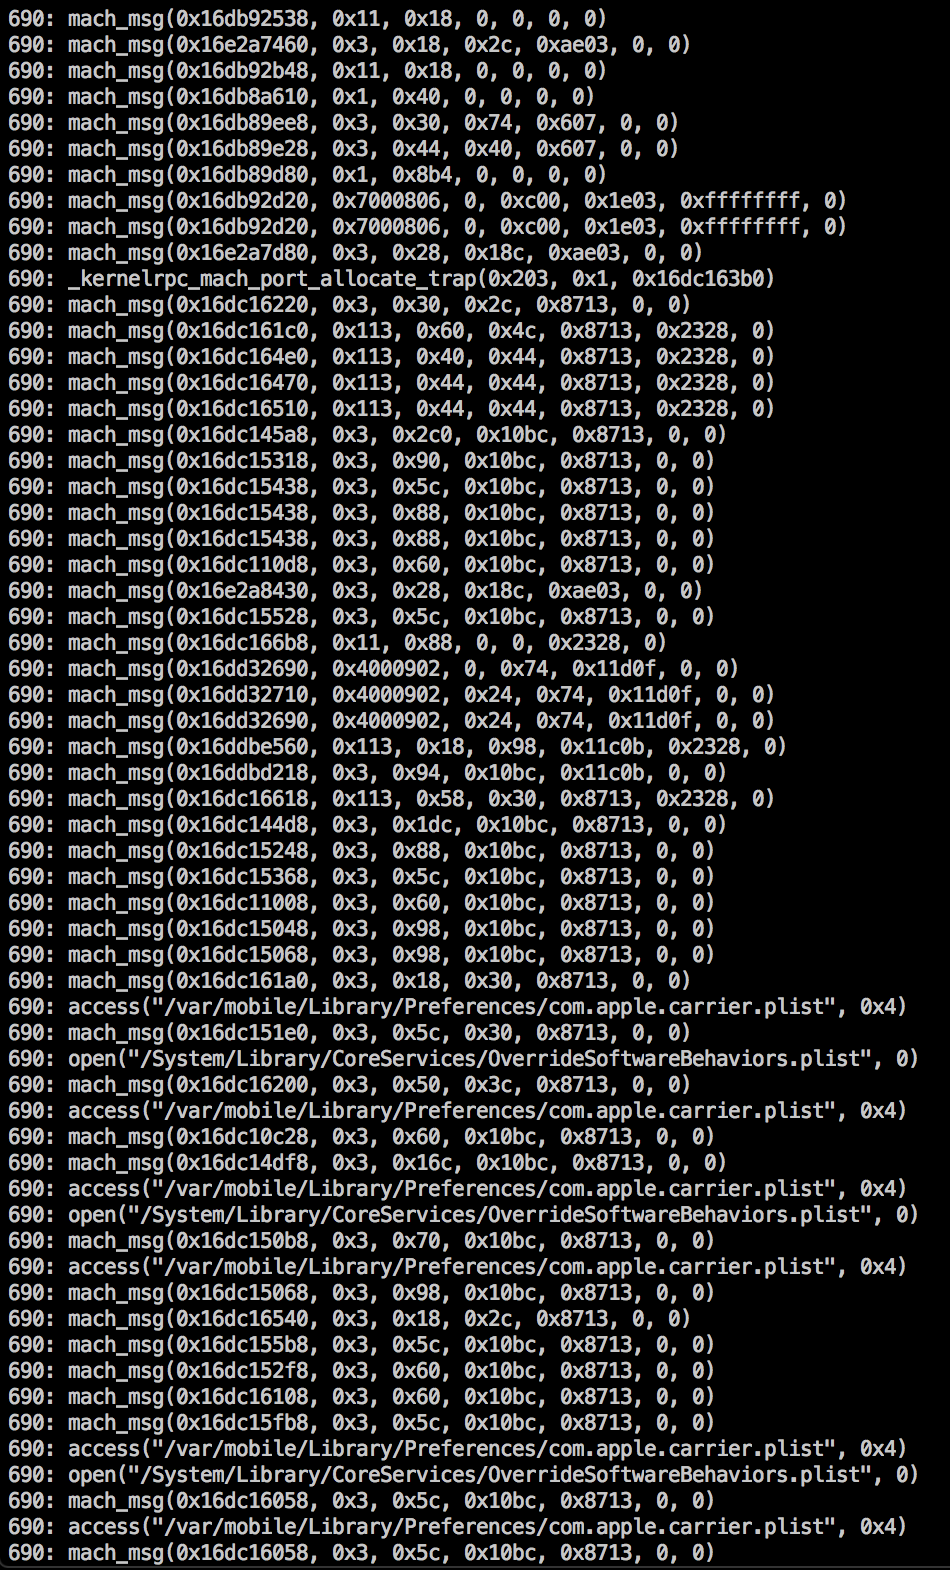 690: mach_msg(0x16db92538, 0x11, 0x18, 0, 0, 0, 0)
690: mach_msg(0x16e2a7460, 0x3, 0x18, 0x2c, 0xae03, 0, 0)
690: mach_msg(0x16db92b48, 0x11, 0x18, 0, 0, 0, 0)
690: mach_msg(0x16db8a610, 0x1, 0x40, 0, 0, 0, 0)
690: mach_msg(0x16db89ee8, 0x3, 0x30, 0x74, 0x607, 0, 0)
690: mach_msg(0x16db89e28, 0x3, 0x44, 0x40, 0x607, 0, 0)
690: mach_msg(0x16db89d80, 0x1, 0x8b4, 0, 0, 0, 0)
690: mach_msg(0x16db92d20, 0x7000806, 0, 0xc00, 0x1e03, 0xffffffff, 0)
690: mach_msg(0x16db92d20, 0x7000806, 0, 0xc00, 0x1e03, 0xffffffff, 0)
690: mach_msg(0x16e2a7d80, 0x3, 0x28, 0x18c, 0xae03, 0, 0)
690: _kernelrpc_mach_port_allocate_trap(0x203, 0x1, 0x16dc163b0)
690: mach_msg(0x16dc16220, 0x3, 0x30, 0x2c, 0x8713, 0, 0)
690: mach_msg(0x16dc161c0, 0x113, 0x60, 0x4c, 0x8713, 0x2328, 0)
690: mach_msg(0x16dc164e0, 0x113, 0x40, 0x44, 0x8713, 0x2328, 0)
690: mach_msg(0x16dc16470, 0x113, 0x44, 0x44, 0x8713, 0x2328, 0)
690: mach_msg(0x16dc16510, 0x113, 0x44, 0x44, 0x8713, 0x2328, 0)
690: mach_msg(0x16dc145a8, 0x3, 0x2c0, 0x10bc, 0x8713, 0, 0)
690: mach_msg(0x16dc15318, 0x3, 0x90, 0x10bc, 0x8713, 0, 0)
690: mach_msg(0x16dc15438, 0x3, 0x5c, 0x10bc, 0x8713, 0, 0)
690: mach_msg(0x16dc15438, 0x3, 0x88, 0x10bc, 0x8713, 0, 0)
690: mach_msg(0x16dc15438, 0x3, 0x88, 0x10bc, 0x8713, 0, 0)
690: mach_msg(0x16dc110d8, 0x3, 0x60, 0x10bc, 0x8713, 0, 0)
690: mach_msg(0x16e2a8430, 0x3, 0x28, 0x18c, 0xae03, 0, 0)
690: mach_msg(0x16dc15528, 0x3, 0x5c, 0x10bc, 0x8713, 0, 0)
690: mach_msg(0x16dc166b8, 0x11, 0x88, 0, 0, 0x2328, 0)
690: mach_msg(0x16dd32690, 0x4000902, 0, 0x74, 0x11d0f, 0, 0)
690: mach_msg(0x16dd32710, 0x4000902, 0x24, 0x74, 0x11d0f, 0, 0)
690: mach_msg(0x16dd32690, 0x4000902, 0x24, 0x74, 0x11d0f, 0, 0)
690: mach_msg(0x16ddbe560, 0x113, 0x18, 0x98, 0x11c0b, 0x2328, 0)
690: mach_msg(0x16ddbd218, 0x3, 0x94, 0x10bc, 0x11c0b, 0, 0)
690: mach_msg(0x16dc16618, 0x113, 0x58, 0x30, 0x8713, 0x2328, 0)
690: mach_msg(0x16dc144d8, 0x3, 0x1dc, 0x10bc, 0x8713, 0, 0)
690: mach_msg(0x16dc15248, 0x3, 0x88, 0x10bc, 0x8713, 0, 0)
690: mach_msg(0x16dc15368, 0x3, 0x5c, 0x10bc, 0x8713, 0, 0)
690: mach_msg(0x16dc11008, 0x3, 0x60, 0x10bc, 0x8713, 0, 0)
690: mach_msg(0x16dc15048, 0x3, 0x98, 0x10bc, 0x8713, 0, 0)
690: mach_msg(0x16dc15068, 0x3, 0x98, 0x10bc, 0x8713, 0, 0)
690: mach_msg(0x16dc161a0, 0x3, 0x18, 0x30, 0x8713, 0, 0)
690: access("/var/mobile/Library/Preferences/com.apple.carrier.plist", 0x4)
690: mach_msg(0x16dc151e0, 0x3, 0x5c, 0x30, 0x8713, 0, 0)
690: open("/System/Library/CoreServices/OverrideSoftwareBehaviors.plist", 0)
690: mach_msg(0x16dc16200, 0x3, 0x50, 0x3c, 0x8713, 0, 0)
690: access("/var/mobile/Library/Preferences/com.apple.carrier.plist", 0x4)
690: mach_msg(0x16dc10c28, 0x3, 0x60, 0x10bc, 0x8713, 0, 0)
690: mach_msg(0x16dc14df8, 0x3, 0x16c, 0x10bc, 0x8713, 0, 0)
690: access("/var/mobile/Library/Preferences/com.apple.carrier.plist", 0x4)
690: open("/System/Library/CoreServices/OverrideSoftwareBehaviors.plist", 0)
690: mach_msg(0x16dc150b8, 0x3, 0x70, 0x10bc, 0x8713, 0, 0)
690: access("/var/mobile/Library/Preferences/com.apple.carrier.plist", 0x4)
690: mach_msg(0x16dc15068, 0x3, 0x98, 0x10bc, 0x8713, 0, 0)
690: mach_msg(0x16dc16540, 0x3, 0x18, 0x2c, 0x8713, 0, 0)
690: mach_msg(0x16dc155b8, 0x3, 0x5c, 0x10bc, 0x8713, 0, 0)
690: mach_msg(0x16dc152f8, 0x3, 0x60, 0x10bc, 0x8713, 0, 0)
690: mach_msg(0x16dc16108, 0x3, 0x60, 0x10bc, 0x8713, 0, 0)
690: mach_msg(0x16dc15fb8, 0x3, 0x5c, 0x10bc, 0x8713, 0, 0)
690: access("/var/mobile/Library/Preferences/com.apple.carrier.plist", 0x4)
690: open("/System/Library/CoreServices/OverrideSoftwareBehaviors.plist", 0)
690: mach_msg(0x16dc16058, 0x3, 0x5c, 0x10bc, 0x8713, 0, 0)
690: access("/var/mobile/Library/Preferences/com.apple.carrier.plist", 0x4)
690: mach_msg(0x16dc16058, 0x3, 0x5c, 0x10bc, 0x8713, 0, 0)